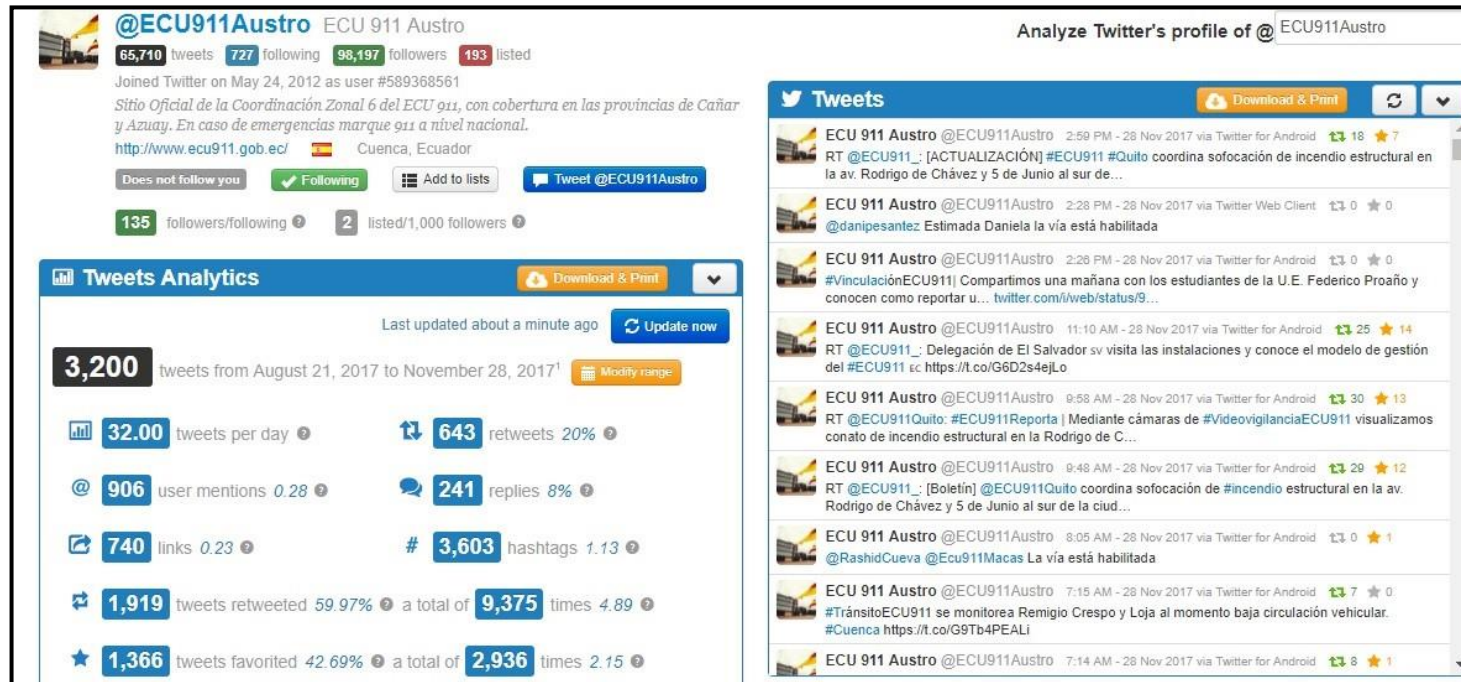 @ECU911Austro ECU 911 Austro
65,710 tweets 727 following 98,197 followers 193 listed
Joined Twitter on May 24, 2012 as user #589368561
Sitio Oficial de la Coordinación Zonal 6 del ECU 911, con cobertura en las provincias de Cañar
y Azuay. En caso de emergencias marque 911 a nivel nacional.
http://www.ecu911.gob.ec/ Cuenca, Ecuador
Does not follow you Following Add to lists Tweet @ECU911Austro
135 followers/following 2 listed/1,000 followers
Tweets Analytics Download & Print
Last updated about a minute ago Update now
3,200 tweets from August 21, 2017 to November 28, 2017¹ Modify range
32.00 tweets per day 643 retweets 20%
@ 906 user mentions 0.28 241 replies 8%
740 links 0.23 # 3,603 hashtags 1.13
1,919 tweets retweeted 59.97% a total of 9,375 times 4.89
1,366 tweets favorited 42.69% a total of 2,936 times 2.15
Analyze Twitter's profile of @ ECU911Austro
Tweets Download & Print
ECU 911 Austro @ECU911Austro 2:59 PM - 28 Nov 2017 via Twitter for Android 18 7
RT @ECU911_: [ACTUALIZACIÓN] #ECU911 #Quito coordina sofocación de incendio estructural en
la av. Rodrigo de Chávez y 5 de Junio al sur de…
ECU 911 Austro @ECU911Austro 2:28 PM - 28 Nov 2017 via Twitter Web Client 0 0
@danipesantez Estimada Daniela la vía está habilitada
ECU 911 Austro @ECU911Austro 2:26 PM - 28 Nov 2017 via Twitter for Android 0 0
#VinculaciónECU911| Compartimos una mañana con los estudiantes de la U.E. Federico Proaño y
conocen como reportar u… twitter.com/i/web/status/9…
ECU 911 Austro @ECU911Austro 11:10 AM - 28 Nov 2017 via Twitter for Android 25 14
RT @ECU911_: Delegación de El Salvador SV visita las instalaciones y conoce el modelo de gestión
del #ECU911 EC https://t.co/G6D2s4ejLo
ECU 911 Austro @ECU911Austro 9:58 AM - 28 Nov 2017 via Twitter for Android 30 13
RT @ECU911Quito: #ECU911Reporta | Mediante cámaras de #VideovigilanciaECU911 visualizamos
conato de incendio estructural en la Rodrigo de C…
ECU 911 Austro @ECU911Austro 9:48 AM - 28 Nov 2017 via Twitter for Android 29 12
RT @ECU911_: [Boletín] @ECU911Quito coordina sofocación de #incendio estructural en la av.
Rodrigo de Chávez y 5 de Junio al sur de la ciud…
ECU 911 Austro @ECU911Austro 8:05 AM - 28 Nov 2017 via Twitter for Android 0 1
@RashidCueva @Ecu911Macas La vía está habilitada
ECU 911 Austro @ECU911Austro 7:15 AM - 28 Nov 2017 via Twitter for Android 7 0
#TránsitoECU911 se monitorea Remigio Crespo y Loja al momento baja circulación vehicular.
#Cuenca https://t.co/G9Tb4PEALi
ECU 911 Austro @ECU911Austro 7:14 AM - 28 Nov 2017 via Twitter for Android 8 1